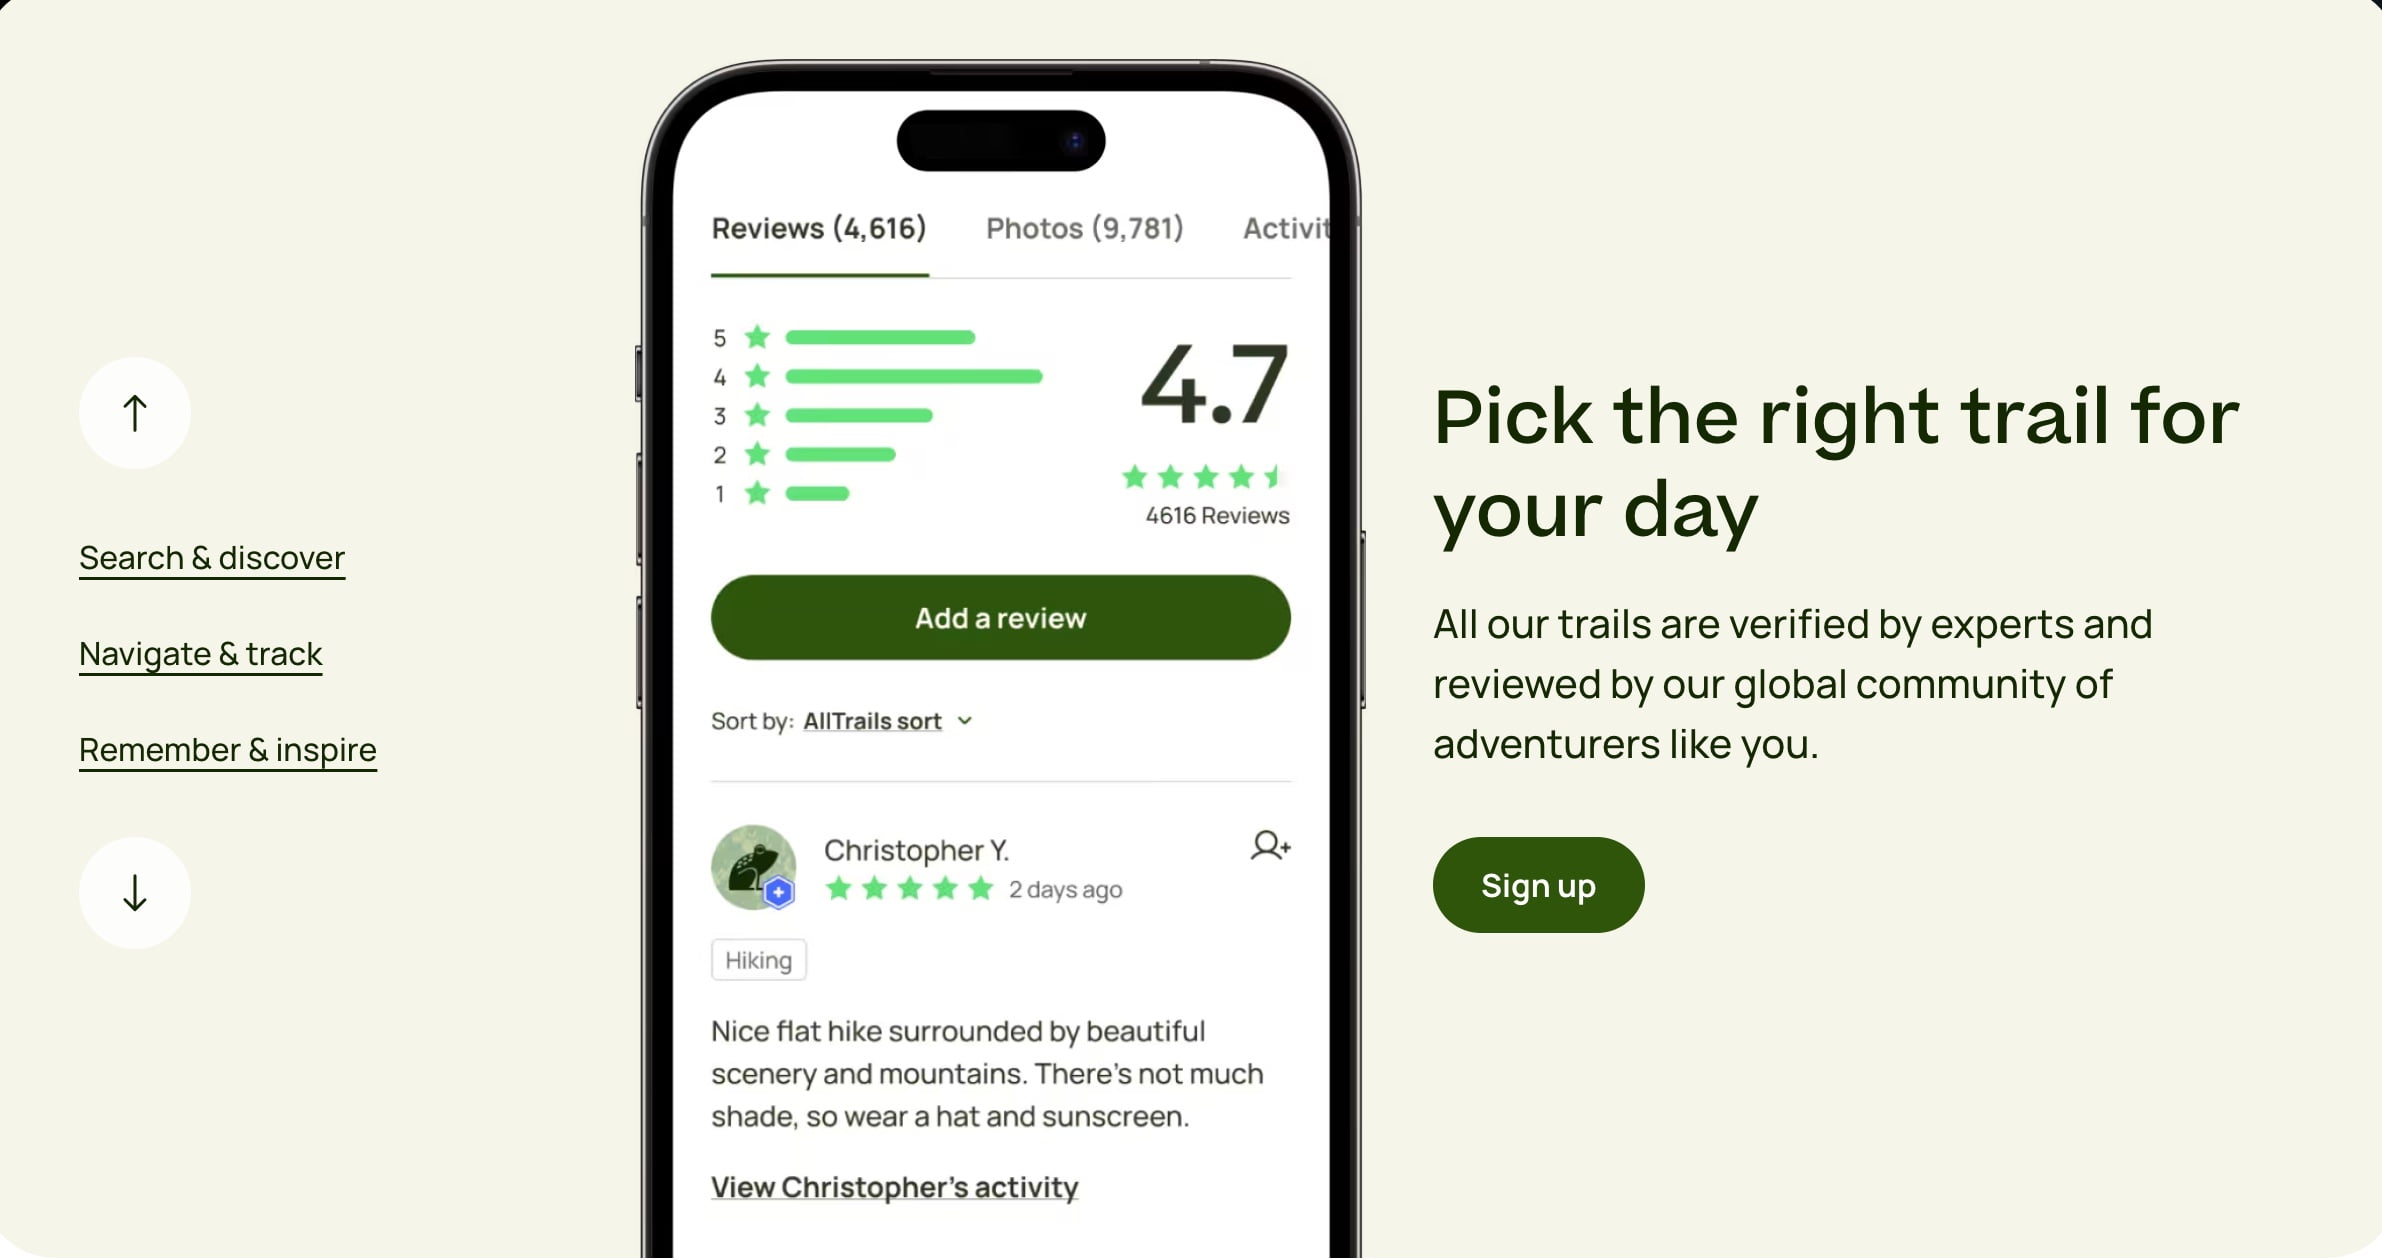 Search & discover
Navigate & track
Remember & inspire
Reviews (4,616) Photos (9,781) Activit
5
4
3
2
1
4.7
4616 Reviews
Add a review
Sort by: AllTrails sort
Christopher Y.
2 days ago
Hiking
Nice flat hike surrounded by beautiful
scenery and mountains. There’s not much
shade, so wear a hat and sunscreen.
View Christopher’s activity
Pick the right trail for
your day
All our trails are verified by experts and
reviewed by our global community of
adventurers like you.
Sign up